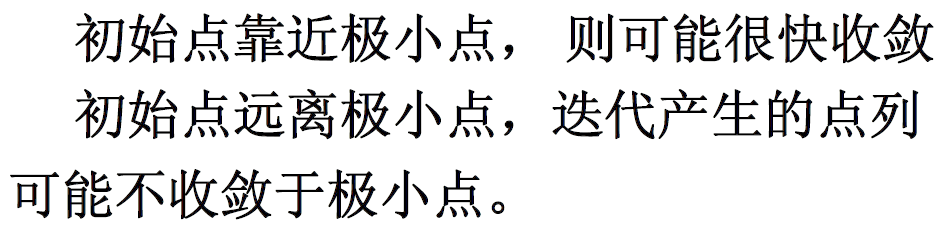 初始点靠近极小点， 则可能很快收敛
初始点远离极小点，迭代产生的点列
可能不收敛于极小点。